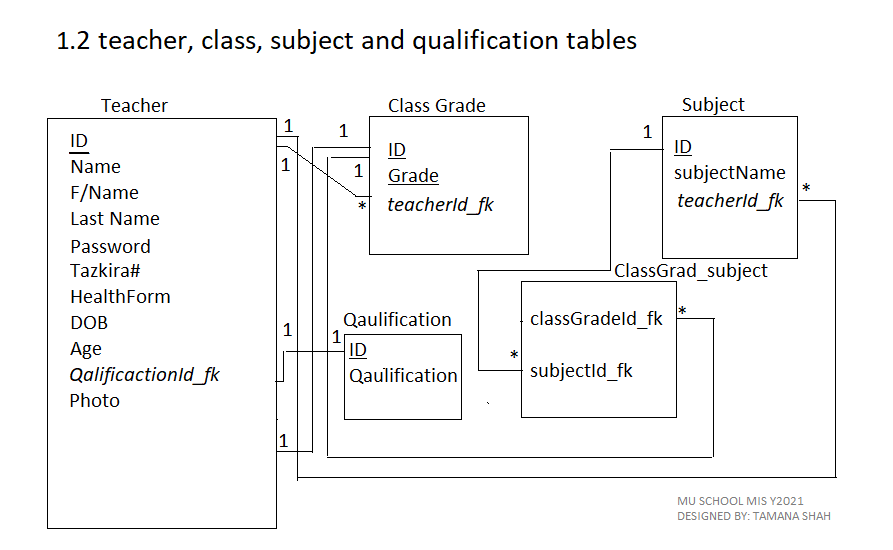 1.2 teacher, class, subject and qualification tables
Teacher
1
ID
Name
F/Name
Last Name
Password
Tazkira#
HealthForm
DOB
Age
QalificactionId_fk
Photo
1
1
1
Class Grade
1
1
ID
Grade
teacherId_fk
*
Subject
1
ID
subjectName
teacherId_fk
*
Qaulification
1
ID
Qaulification
ClassGrad_subject
classGradeId_fk
*
*
subjectId_fk
MU SCHOOL MIS Y2021
DESIGNED BY: TAMANA SHAH